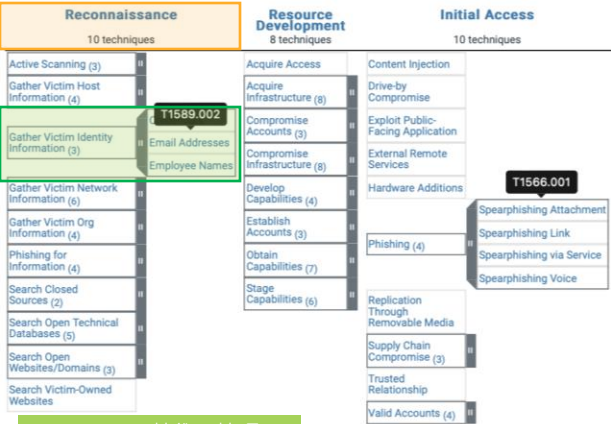 Reconnaissance
10 techniques
Active Scanning (3)
Gather Victim Host
Information (4)
Gather Victim Identity
Information (3)
T1589.002
Email Addresses
Employee Names
Gather Victim Network
Information (6)
Gather Victim Org
Information (4)
Phishing for
Information (4)
Search Closed
Sources (2)
Search Open Technical
Databases (5)
Search Open
Websites/Domains (3)
Search Victim-Owned
Websites
Resource
Development
8 techniques
Acquire Access
Acquire
Infrastructure (8)
Compromise
Accounts (3)
Compromise
Infrastructure (8)
Develop
Capabilities (4)
Establish
Accounts (3)
Obtain
Capabilities (7)
Stage
Capabilities (6)
Initial Access
10 techniques
Content Injection
Drive-by
Compromise
Exploit Public-
Facing Application
External Remote
Services
Hardware Additions
Phishing (4)
T1566.001
Spearphishing Attachment
Spearphishing Link
Spearphishing via Service
Spearphishing Voice
Replication
Through
Removable Media
Supply Chain
Compromise (3)
Trusted
Relationship
Valid Accounts (4)